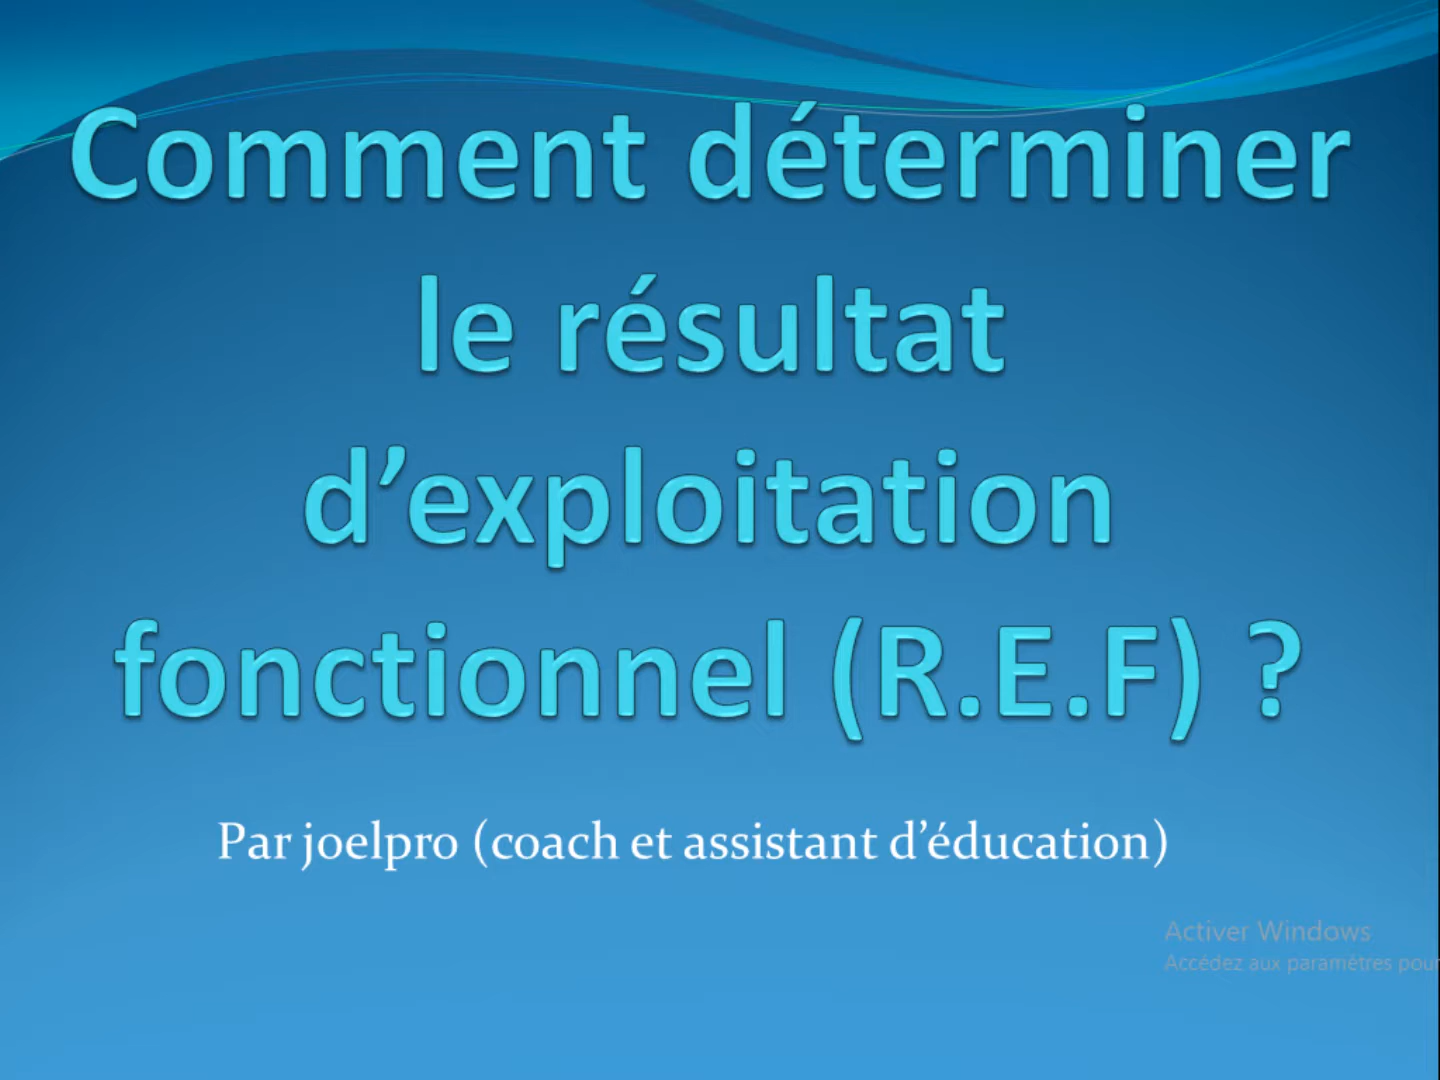 Comment déterminer
le résultat
d’exploitation
fonctionnel (R.E.F) ?
Par joelpro (coach et assistant d’éducation)
Activer Windows
Accédez aux paramètres pour